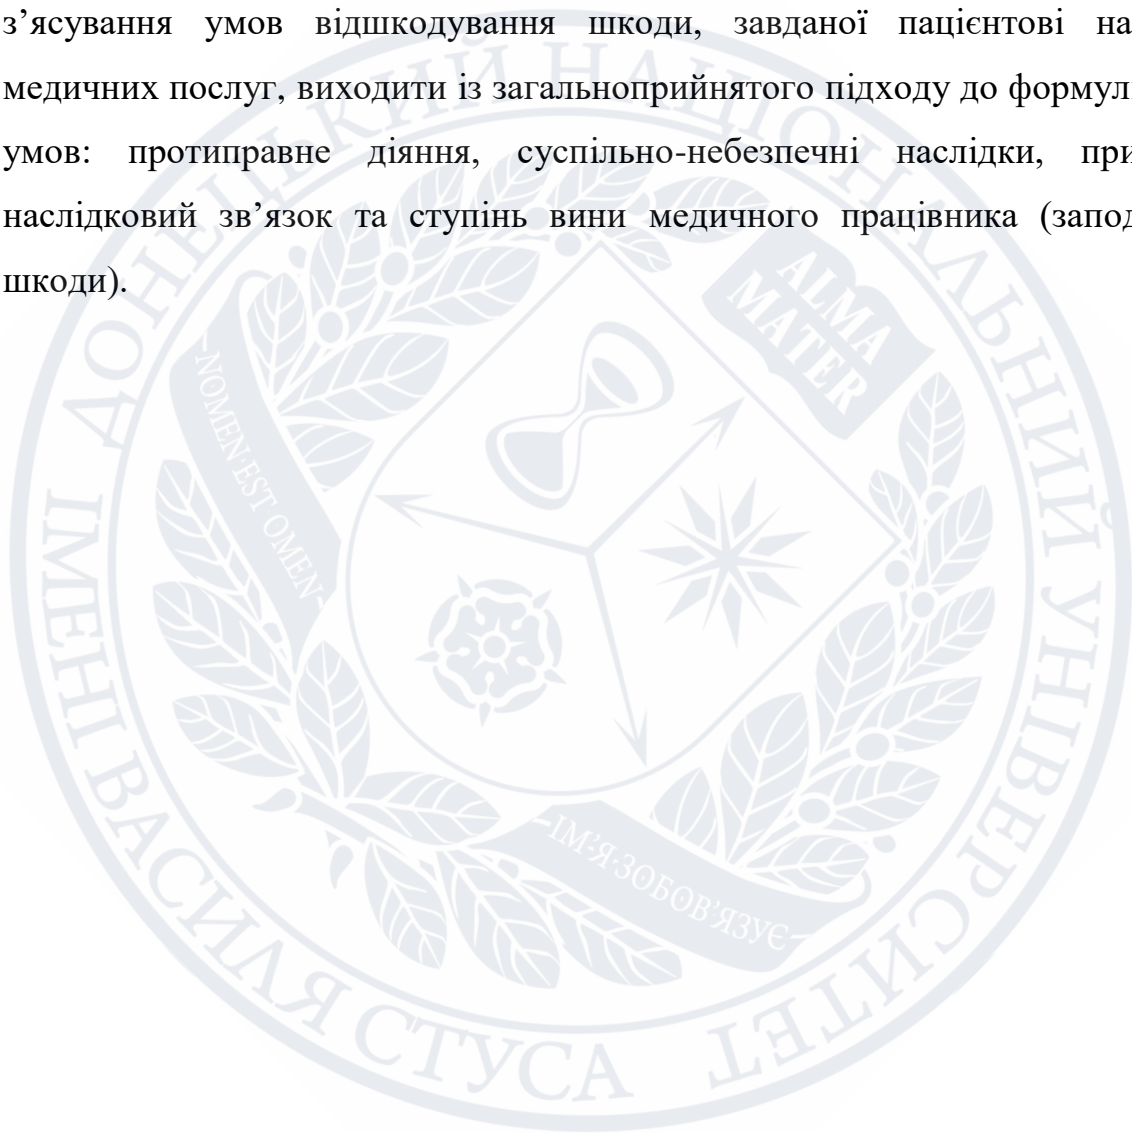 з’ясування умов відшкодування шкоди, завданої пацієнтові на
медичних послуг, виходити із загальноприйнятого підходу до формул
умов: протиправне діяння, суспільно-небезпечні наслідки, при
наслідковий зв’язок та ступінь вини медичного працівника (запод
шкоди).
ДОНЕЦЬКИЙ НАЦІОНАЛЬНИЙ УНІВЕРСИТЕТ
ІМЕНІ ВАСИЛЯ СТУСА
ALMA
MATER
NOMEN·EST OMEN
ІМ’Я·ЗОБОВ’ЯЗУЄ